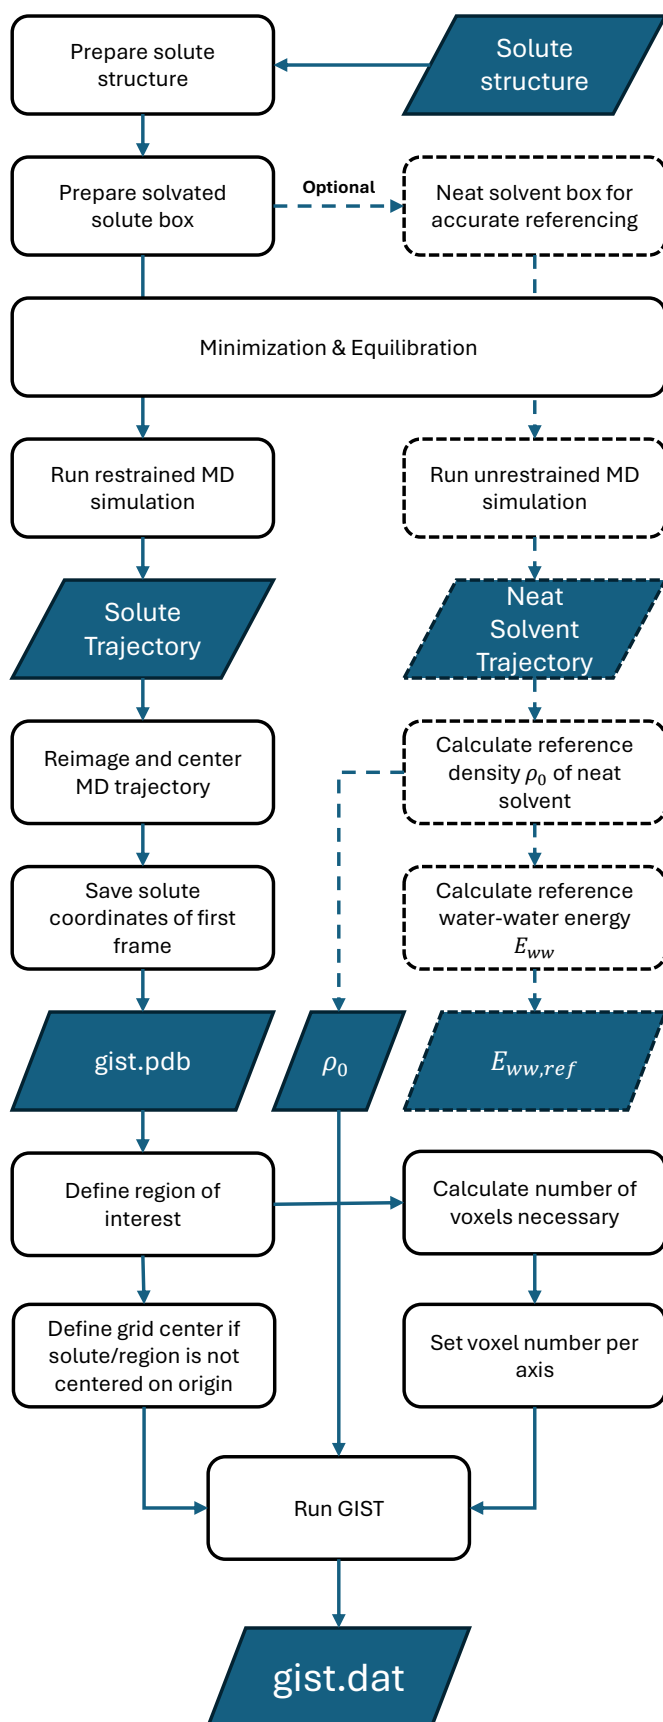 Prepare solute
structure
Solute
structure
Prepare solvated
solute box
Optional
Neat solvent box for
accurate referencing
Minimization & Equilibration
Run restrained MD
simulation
Run unrestrained MD
simulation
Solute
Trajectory
Neat
Solvent
Trajectory
Reimage and center
MD trajectory
Calculate reference
density ρ₀ of neat
solvent
Save solute
coordinates of first
frame
Calculate reference
water-water energy
E_{ww}
gist.pdb
ρ₀
E_{ww,ref}
Define region of
interest
Calculate number of
voxels necessary
Define grid center if
solute/region is not
centered on origin
Set voxel number per
axis
Run GIST
gist.dat